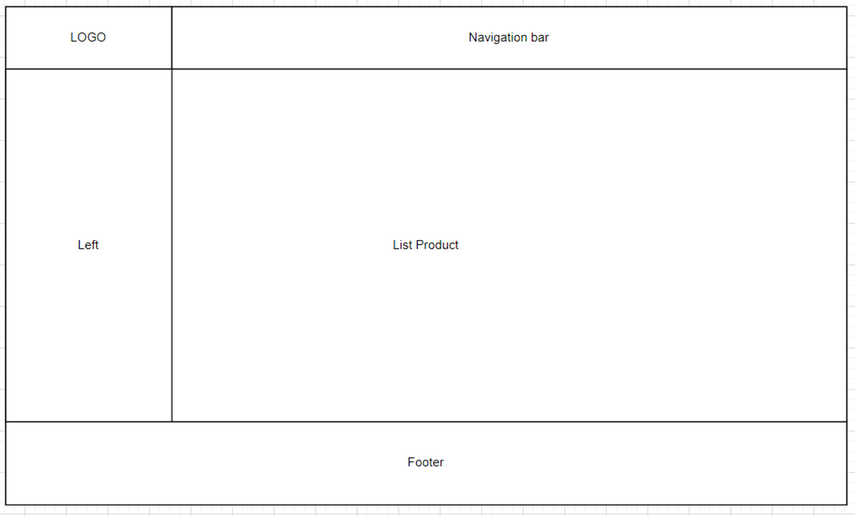 LOGO
Navigation bar
Left
List Product
Footer